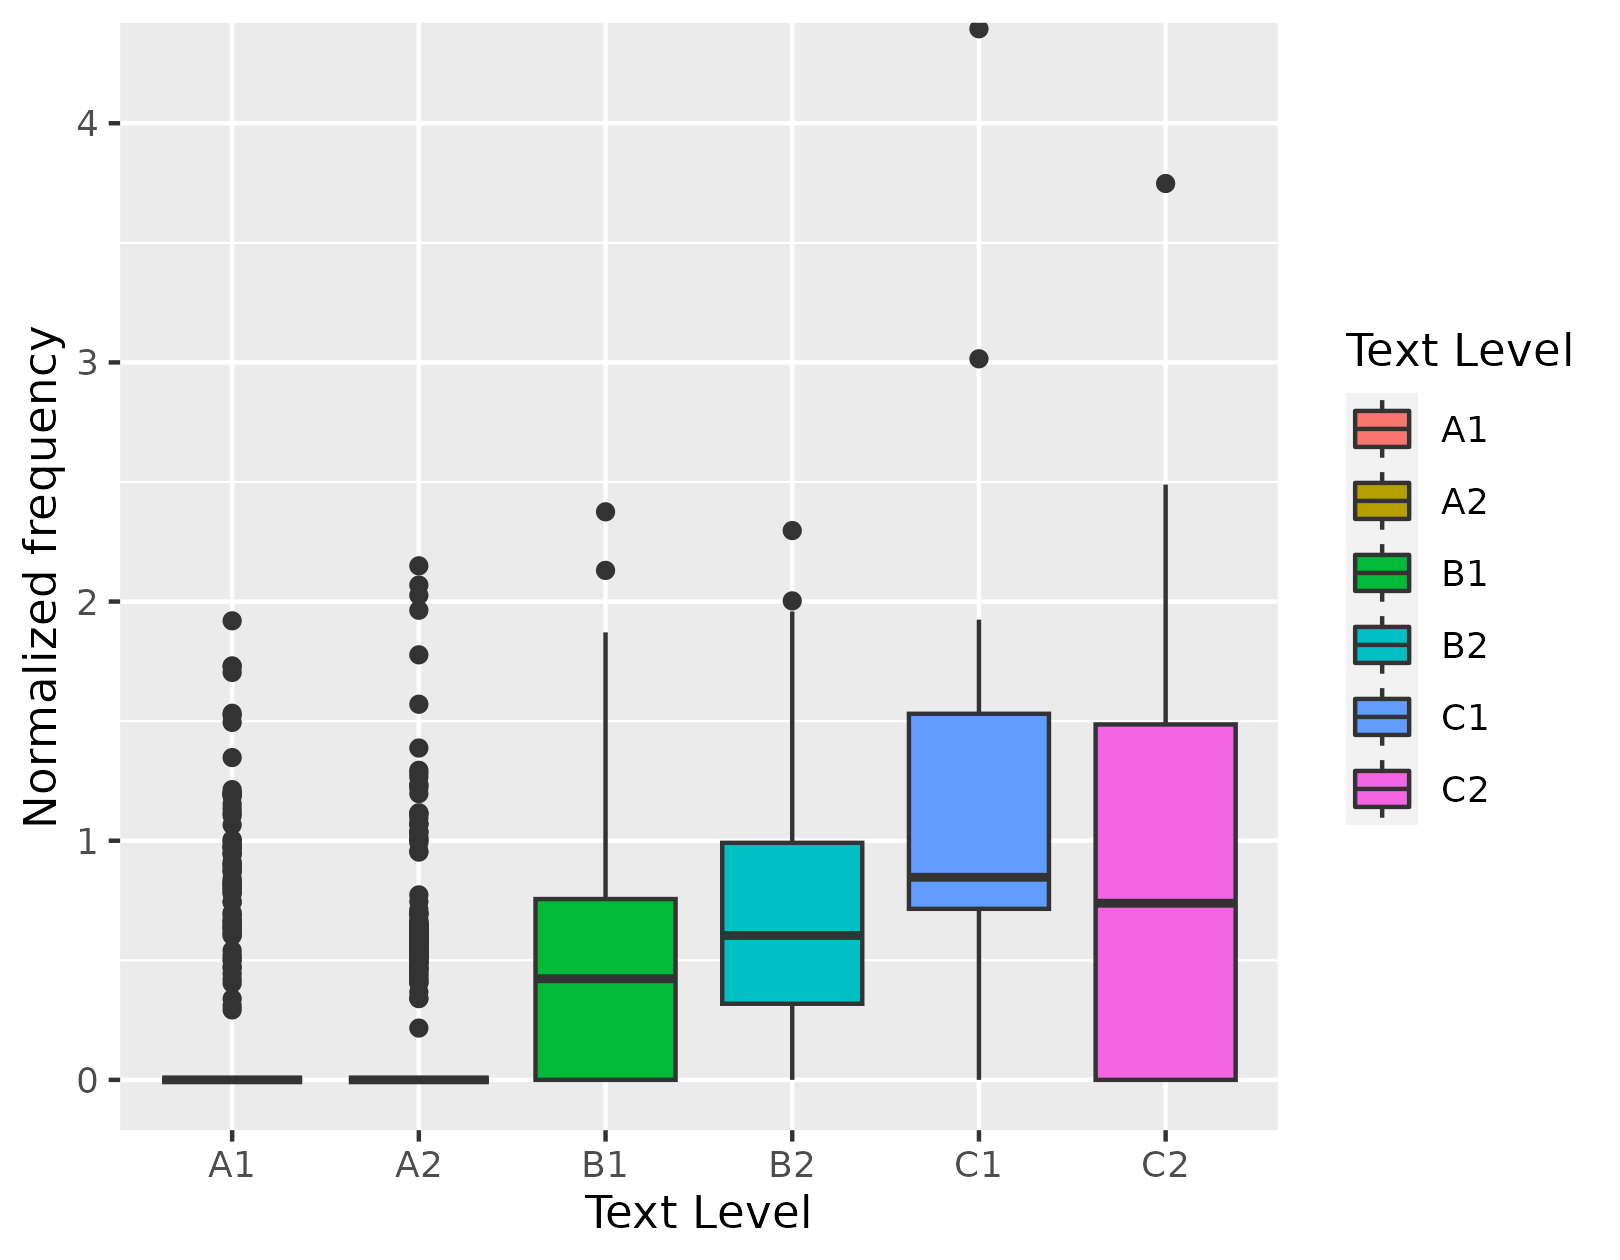 Normalized frequency
4
3
2
1
0
A1 A2 B1 B2 C1 C2
Text Level
Text Level
A1
A2
B1
B2
C1
C2